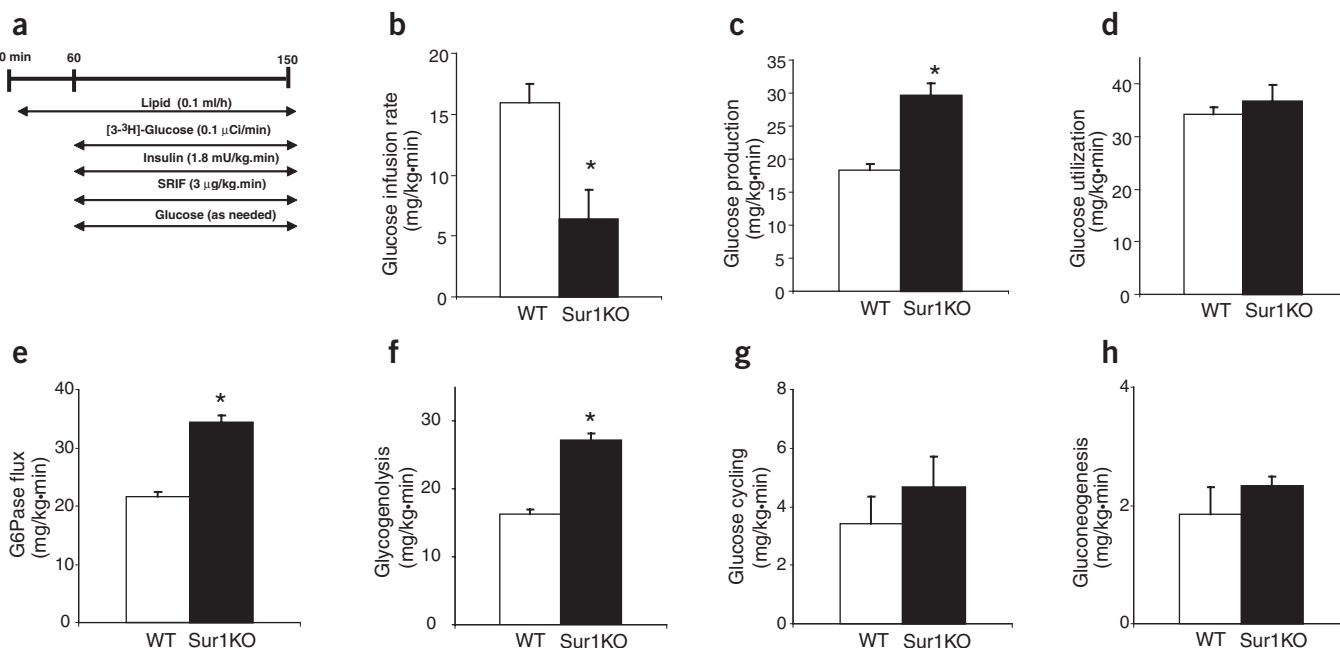 a
0 min
60
150
Lipid (0.1 ml/h)
[3-³H]-Glucose (0.1 μCi/min)
Insulin (1.8 mU/kg.min)
SRIF (3 μg/kg.min)
Glucose (as needed)
b
Glucose infusion rate
(mg/kg•min)
20
15
10
5
0
*
WT
Sur1KO
c
Glucose production
(mg/kg•min)
35
30
25
20
15
10
5
0
*
WT
Sur1KO
d
Glucose utilization
(mg/kg•min)
40
30
20
10
0
WT
Sur1KO
e
G6Pase flux
(mg/kg•min)
40
30
20
10
0
*
WT
Sur1KO
f
Glycogenolysis
(mg/kg•min)
30
20
10
0
*
WT
Sur1KO
g
Glucose cycling
(mg/kg•min)
8
6
4
2
0
WT
Sur1KO
h
Gluconeogenesis
(mg/kg•min)
4
2
0
WT
Sur1KO